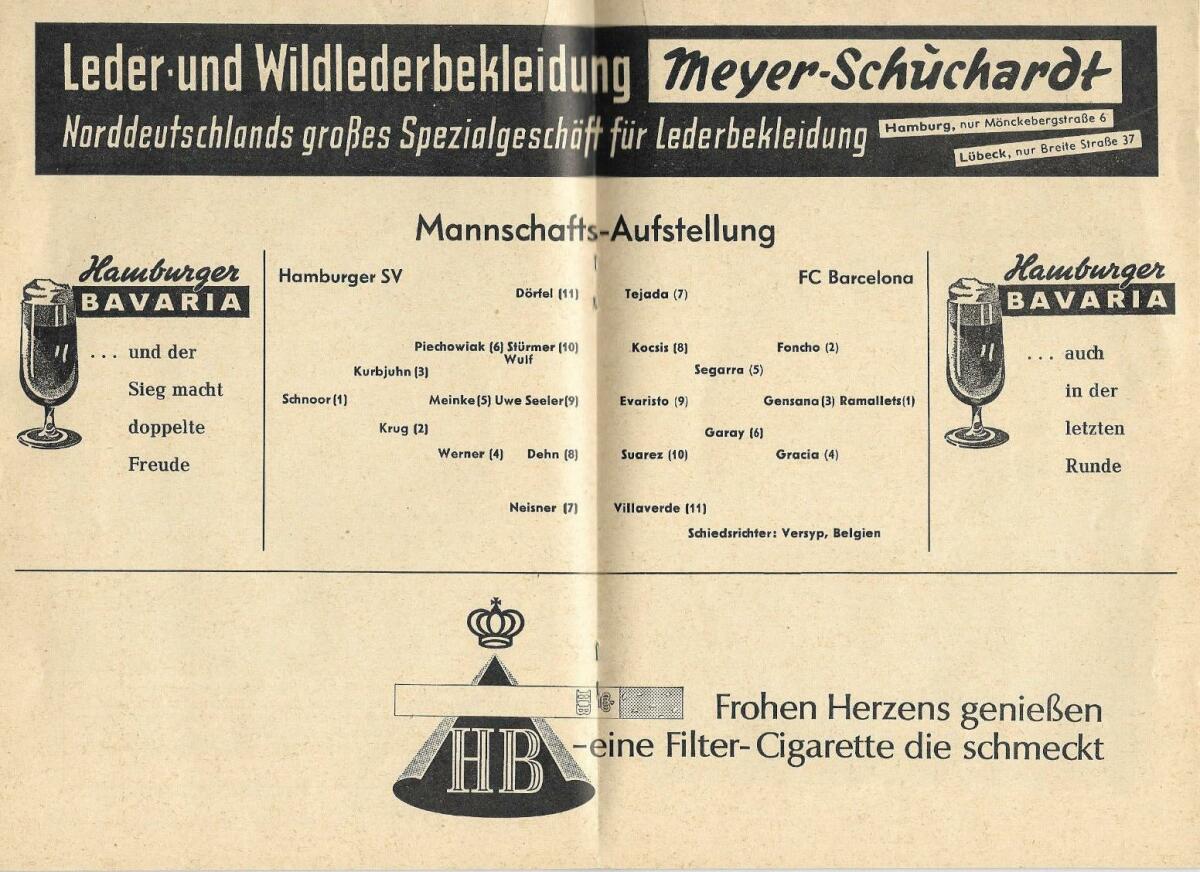 Leder-und Wildlederbekleidung Meyer-Schuchardt
Norddeutschlands großes Spezialgeschäft für Lederbekleidung
Hamburg, nur Mönckebergstraße 6
Lübeck, nur Breite Straße 37
Mannschafts-Aufstellung
Hamburger
BAVARIA
... und der
Sieg macht
doppelte
Freude
Hamburger SV
FC Barcelona
Dörfel (11) Tejada (7)
Piechowiak (6) Stürmer (10) Kocsis (8) Foncho (2)
Wulf
Kurbjuhn (3) Segarra (5)
Schnoor (1) Meinke (5) Uwe Seeler (9) Evaristo (9) Gensana (3) Ramallets (1)
Krug (2) Garay (6)
Werner (4) Dehn (8) Suarez (10) Gracia (4)
Neisner (7) Villaverde (11)
Schiedsrichter: Versyp, Belgien
Hamburger
BAVARIA
... auch
in der
letzten
Runde
HB
HB
Frohen Herzens genießen
-eine Filter-Cigarette die schmeckt